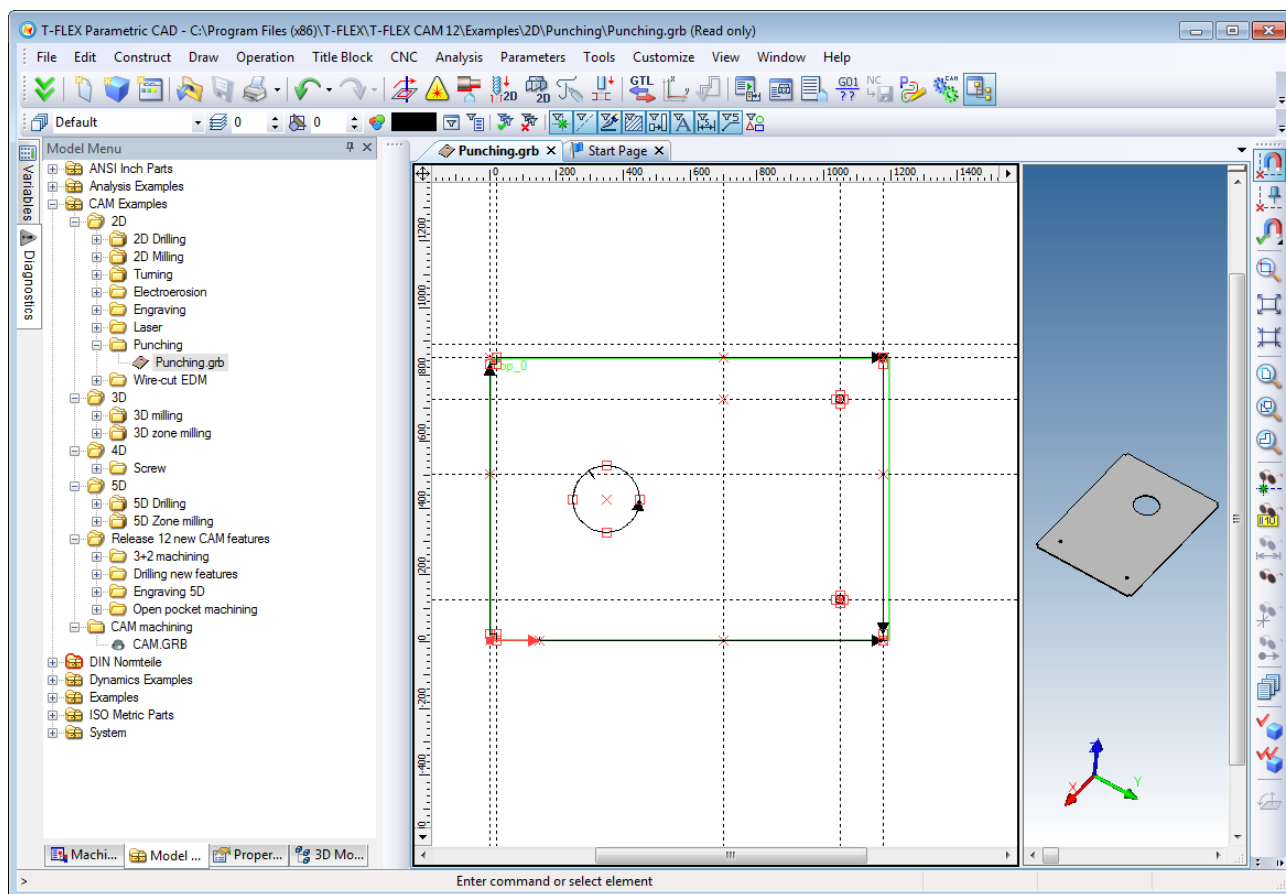 T-FLEX Parametric CAD - C:\Program Files (x86)\T-FLEX\T-FLEX CAM 12\Examples\2D\Punching\Punching.grb (Read only)
File Edit Construct Draw Operation Title Block CNC Analysis Parameters Tools Customize View Window Help
2D 2D GTL G01 ?? NC CAM
Default 0 0
Variables
Diagnostics
Model Menu
ANSI Inch Parts
Analysis Examples
CAM Examples
2D
2D Drilling
2D Milling
Turning
Electroerosion
Engraving
Laser
Punching
Punching.grb
Wire-cut EDM
3D
3D milling
3D zone milling
4D
Screw
5D
5D Drilling
5D Zone milling
Release 12 new CAM features
3+2 machining
Drilling new features
Engraving 5D
Open pocket machining
CAM machining
CAM.GRB
DIN Normteile
Dynamics Examples
Examples
ISO Metric Parts
System
Machi... Model ... Proper... 3D Mo...
Punching.grb Start Page
0 200 400 600 800 1000 1200 1400
1200
1000
800
600
400
200
0
-200
-400
Z
X
Y
> Enter command or select element